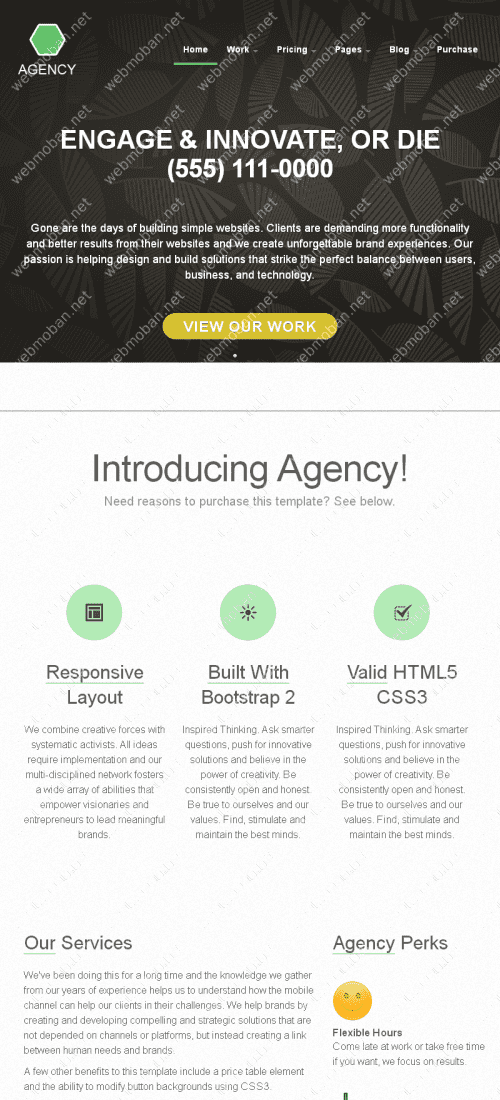 AGENCY
Home Work Pricing Pages Blog Purchase
ENGAGE & INNOVATE, OR DIE
(555) 111-0000
Gone are the days of building simple websites. Clients are demanding more functionality
and better results from their websites and we create unforgettable brand experiences. Our
passion is helping design and build solutions that strike the perfect balance between users,
business, and technology.
VIEW OUR WORK
webmoban.net
Introducing Agency!
Need reasons to purchase this template? See below.
Responsive
Layout
We combine creative forces with
systematic activists. All ideas
require implementation and our
multi-disciplined network fosters
a wide array of abilities that
empower visionaries and
entrepreneurs to lead meaningful
brands.
Built With
Bootstrap 2
Inspired Thinking. Ask smarter
questions, push for innovative
solutions and believe in the
power of creativity. Be
consistently open and honest.
Be true to ourselves and our
values. Find, stimulate and
maintain the best minds.
Valid HTML5
CSS3
Inspired Thinking. Ask smarter
questions, push for innovative
solutions and believe in the
power of creativity. Be
consistently open and honest.
Be true to ourselves and our
values. Find, stimulate and
maintain the best minds.
Our Services
We've been doing this for a long time and the knowledge we gather
from our years of experience helps us to understand how the mobile
channel can help our clients in their challenges. We help brands by
creating and developing compelling and strategic solutions that are
not depended on channels or platforms, but instead creating a link
between human needs and brands.
A few other benefits to this template include a price table element
and the ability to modify button backgrounds using CSS3.
Agency Perks
Flexible Hours
Come late at work or take free time
if you want, we focus on results.